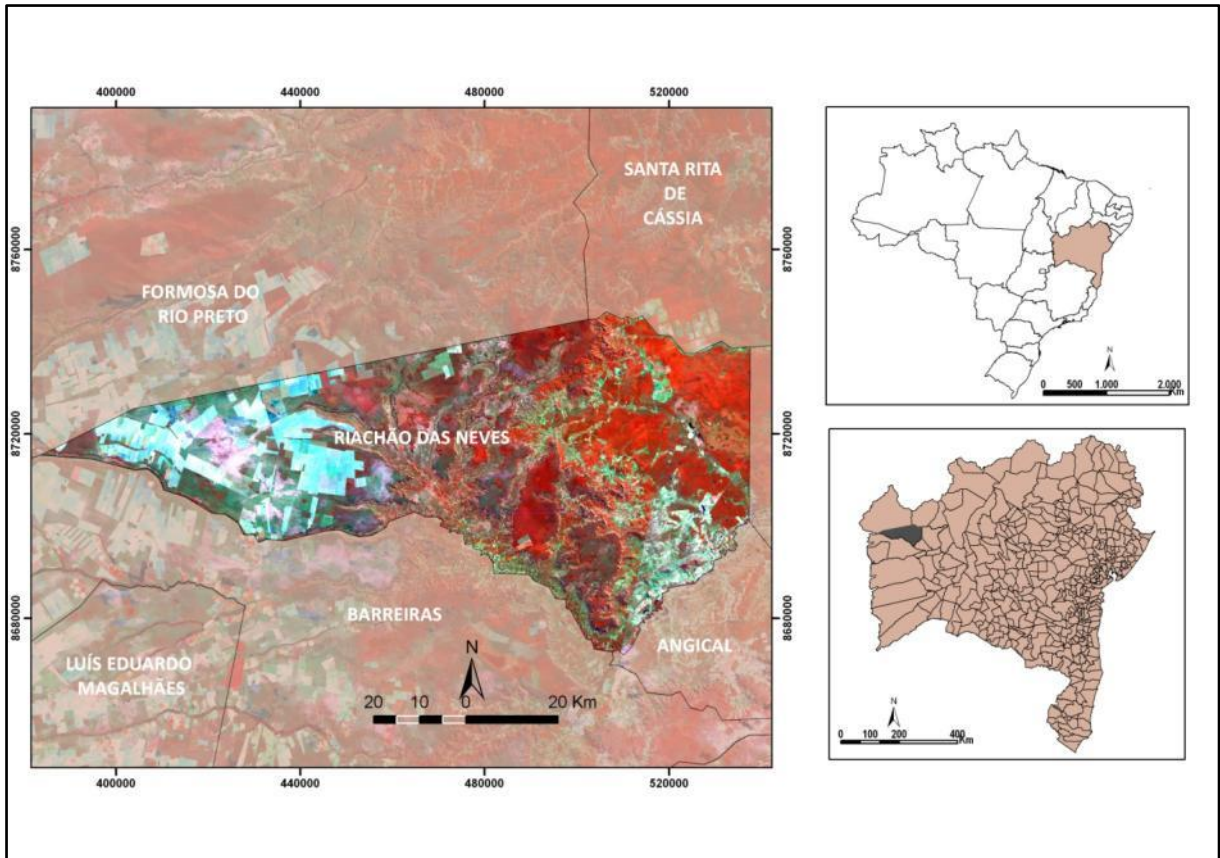 400000
440000
480000
520000
SANTA RITA
DE
CÁSSIA
8760000
8760000
FORMOSA DO
RIO PRETO
8720000
RIACHÃO DAS NEVES
8720000
8680000
BARREIRAS
8680000
ANGICAL
LUÍS EDUARDO
MAGALHÃES
N
20 10 0 20 Km
400000
440000
480000
520000
N
0 500 1.000 2.000
Km
N
0 100 200 400
Km